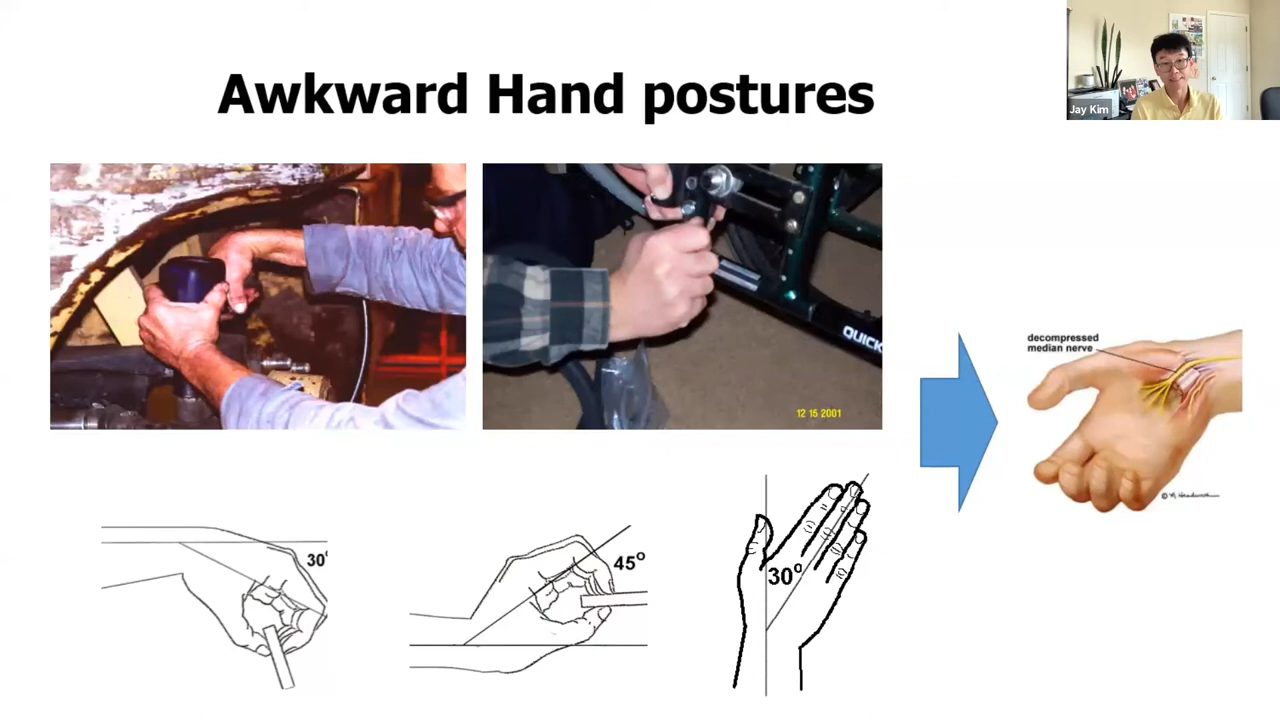 Jay Kim
Awkward Hand postures
QUICK
12 15 2001
decompressed
median nerve
30
45°
30°